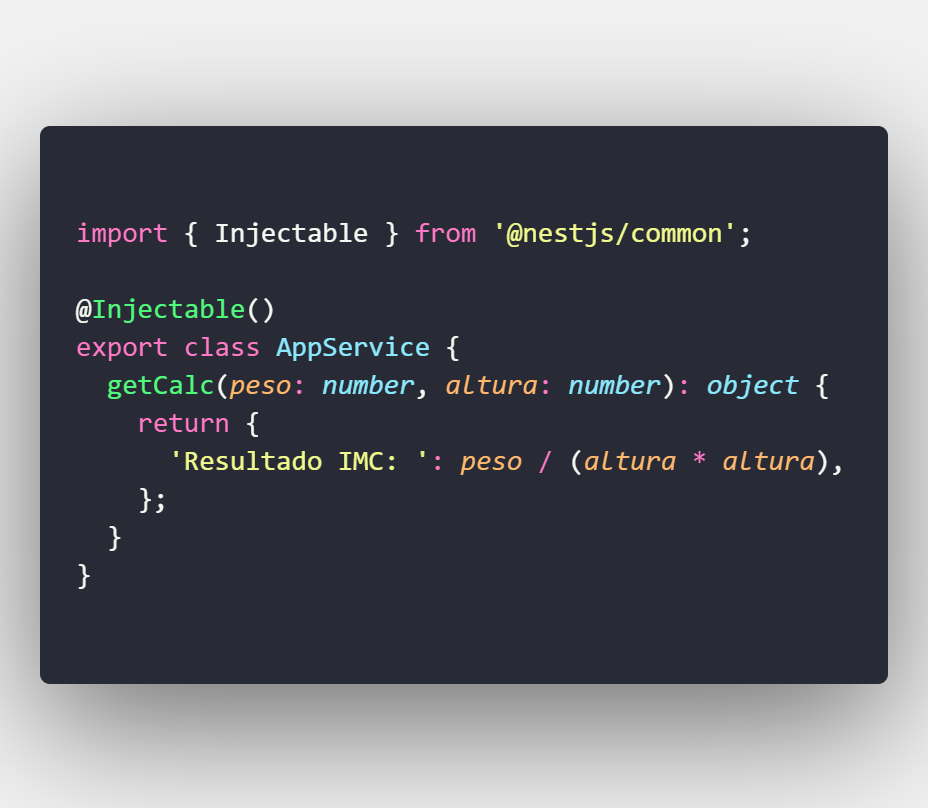 import { Injectable } from '@nestjs/common';
@Injectable()
export class AppService {
  getCalc(peso: number, altura: number): object {
    return {
      'Resultado IMC: ': peso / (altura * altura),
    };
  }
}